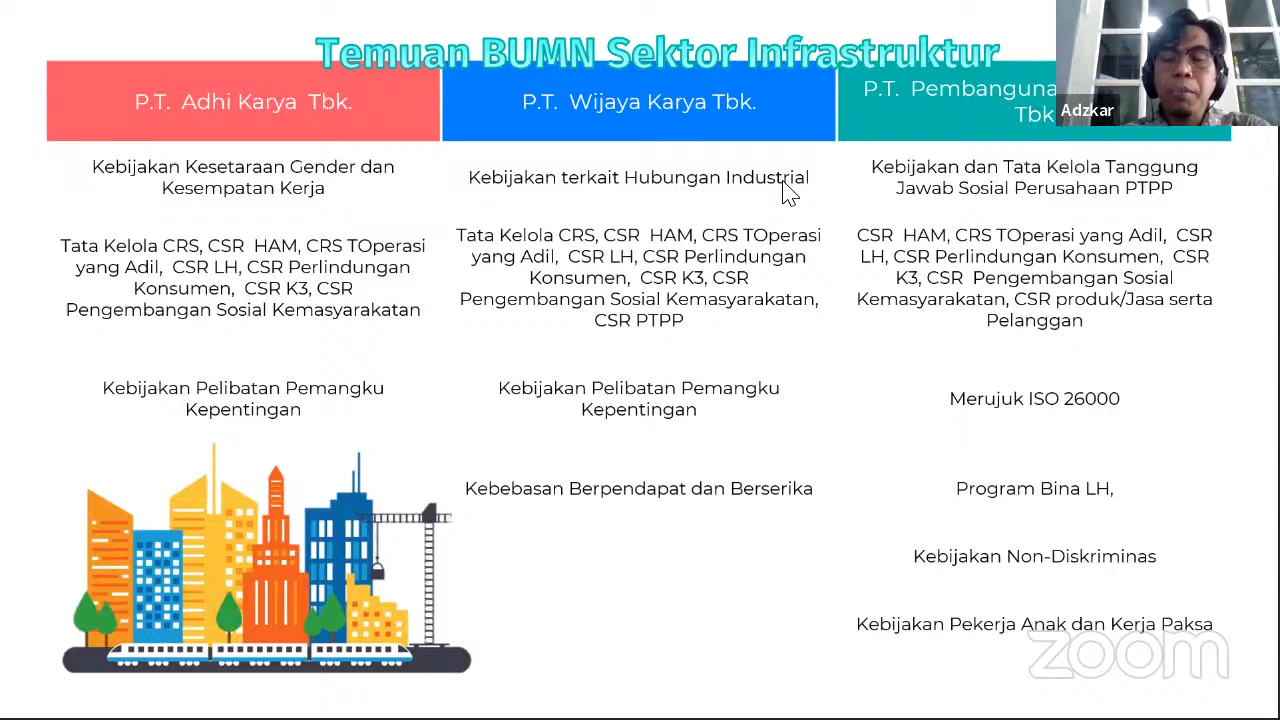 Temuan BUMN Sektor Infrastruktur
P.T. Adhi Karya Tbk.
P.T. Wijaya Karya Tbk.
P.T. Pembanguna
Tbk
Adzkar
Kebijakan Kesetaraan Gender dan
Kesempatan Kerja
Kebijakan terkait Hubungan Industrial
Kebijakan dan Tata Kelola Tanggung
Jawab Sosial Perusahaan PTPP
Tata Kelola CRS, CSR HAM, CRS TOperasi
yang Adil, CSR LH, CSR Perlindungan
Konsumen, CSR K3, CSR
Pengembangan Sosial Kemasyarakatan
Tata Kelola CRS, CSR HAM, CRS TOperasi
yang Adil, CSR LH, CSR Perlindungan
Konsumen, CSR K3, CSR
Pengembangan Sosial Kemasyarakatan,
CSR PTPP
CSR HAM, CRS TOperasi yang Adil, CSR
LH, CSR Perlindungan Konsumen, CSR
K3, CSR Pengembangan Sosial
Kemasyarakatan, CSR produk/Jasa serta
Pelanggan
Kebijakan Pelibatan Pemangku
Kepentingan
Kebijakan Pelibatan Pemangku
Kepentingan
Merujuk ISO 26000
Kebebasan Berpendapat dan Berserika
Program Bina LH,
Kebijakan Non-Diskriminas
Kebijakan Pekerja Anak dan Kerja Paksa
zoom